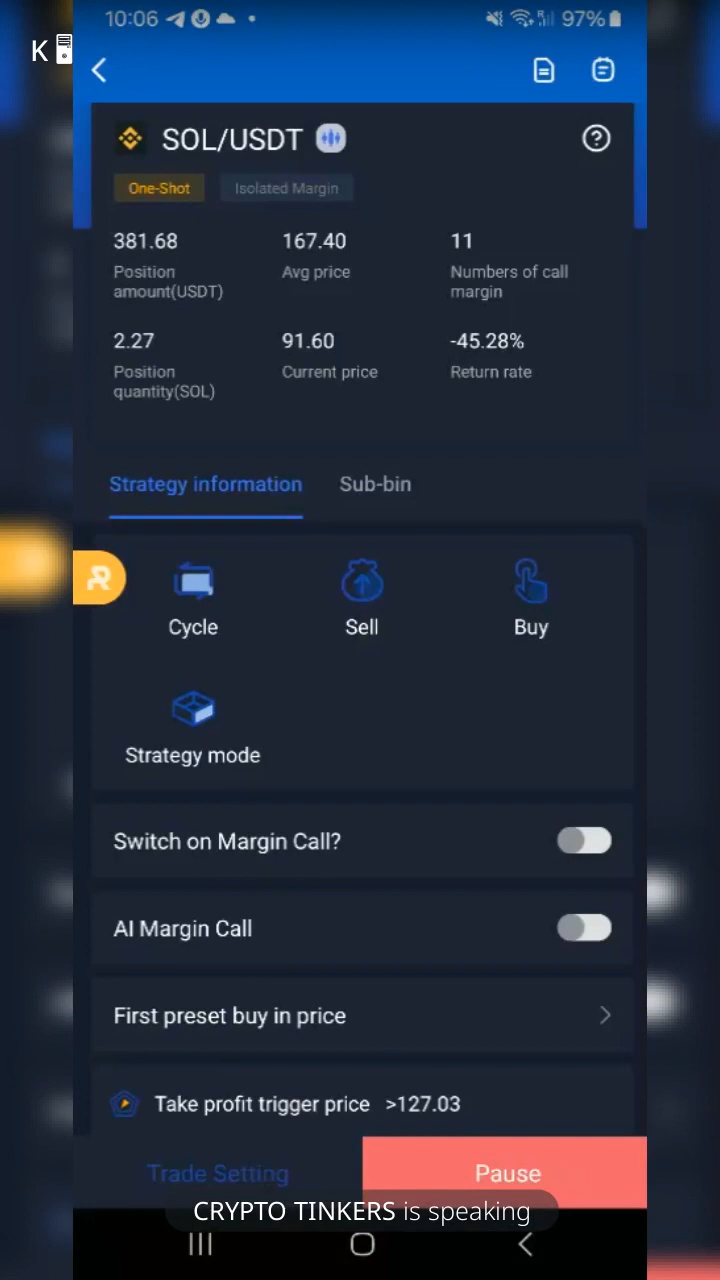 10:06
97%
K
SOL/USDT
One-Shot
Isolated Margin
381.68
167.40
11
Position amount(USDT)
Avg price
Numbers of call margin
2.27
91.60
-45.28%
Position quantity(SOL)
Current price
Return rate
Strategy information
Sub-bin
Cycle
Sell
Buy
Strategy mode
Switch on Margin Call?
AI Margin Call
First preset buy in price
Take profit trigger price >127.03
Trade Setting
Pause
CRYPTO TINKERS is speaking